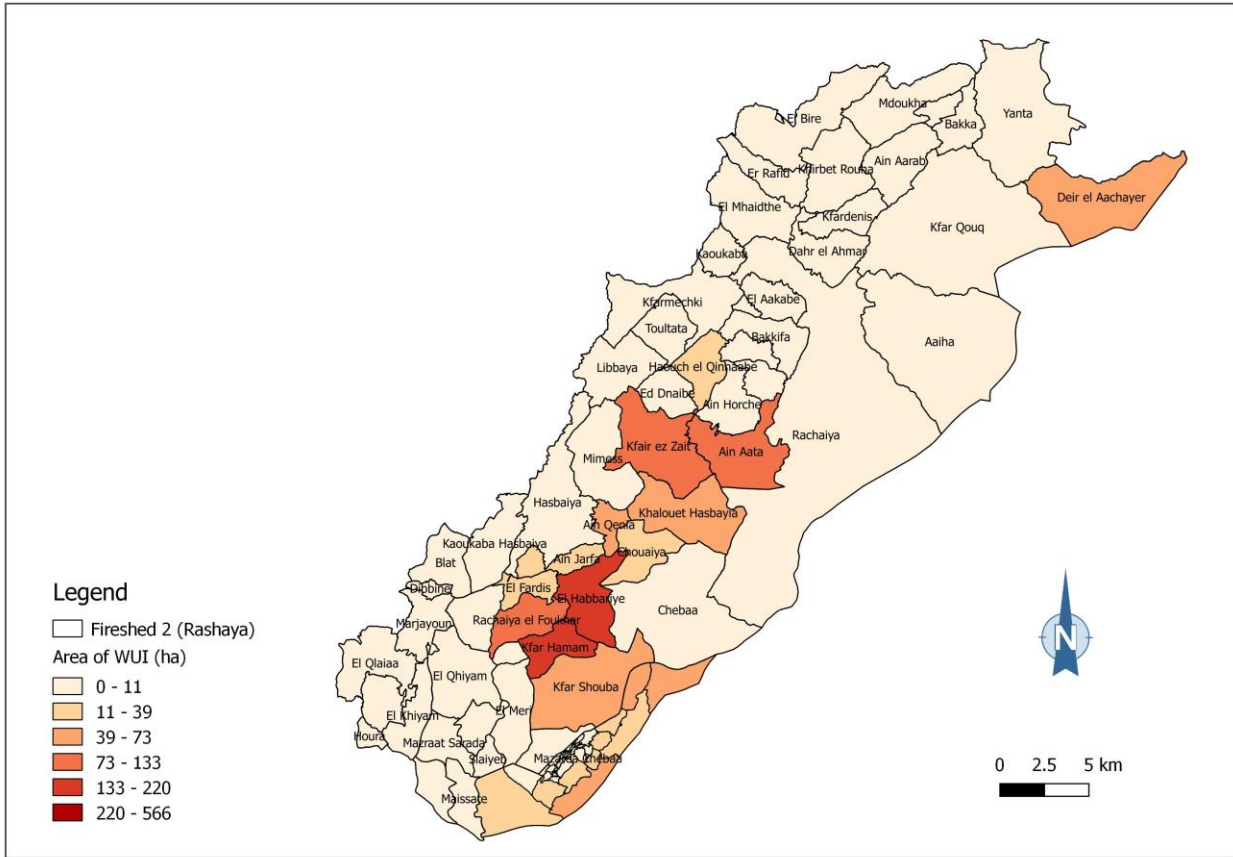 Mdoukha
Yanta
El Bire
Bakka
Ain Aarab
Khirbet Rouha
Er Rafid
Deir el Aachayer
El Mhaidthe
Kfardenis
Kfar Qouq
Dahr el Ahmar
Kaoukaba
El Aakabe
Kfarmechki
Toultata
Bakkifa
Aaiha
Libbaya
Haouch el Qinnaabe
Ed Dnaibe
Ain Horche
Rachaiya
Kfair ez Zait
Ain Aata
Mimess
Hasbaiya
Khalouet Hasbayia
Ain Qenia
Kaoukaba Hasbaiya
Chouaiya
Blat
Ain Jarfa
Dibbine
El Fardis
El Habbariye
Chebaa
Marjayoun
Rachaiya el Foukhar
Kfar Hamam
El Qlaiaa
El Qhiyam
Kfar Shouba
El Meri
El Khiyam
Houra
Mazraat Sarada
Slaiyeb
Mazaraa Chebaa
Maissate
Legend
Fireshed 2 (Rashaya)
Area of WUI (ha)
0 - 11
11 - 39
39 - 73
73 - 133
133 - 220
220 - 566
N
0 2.5 5 km